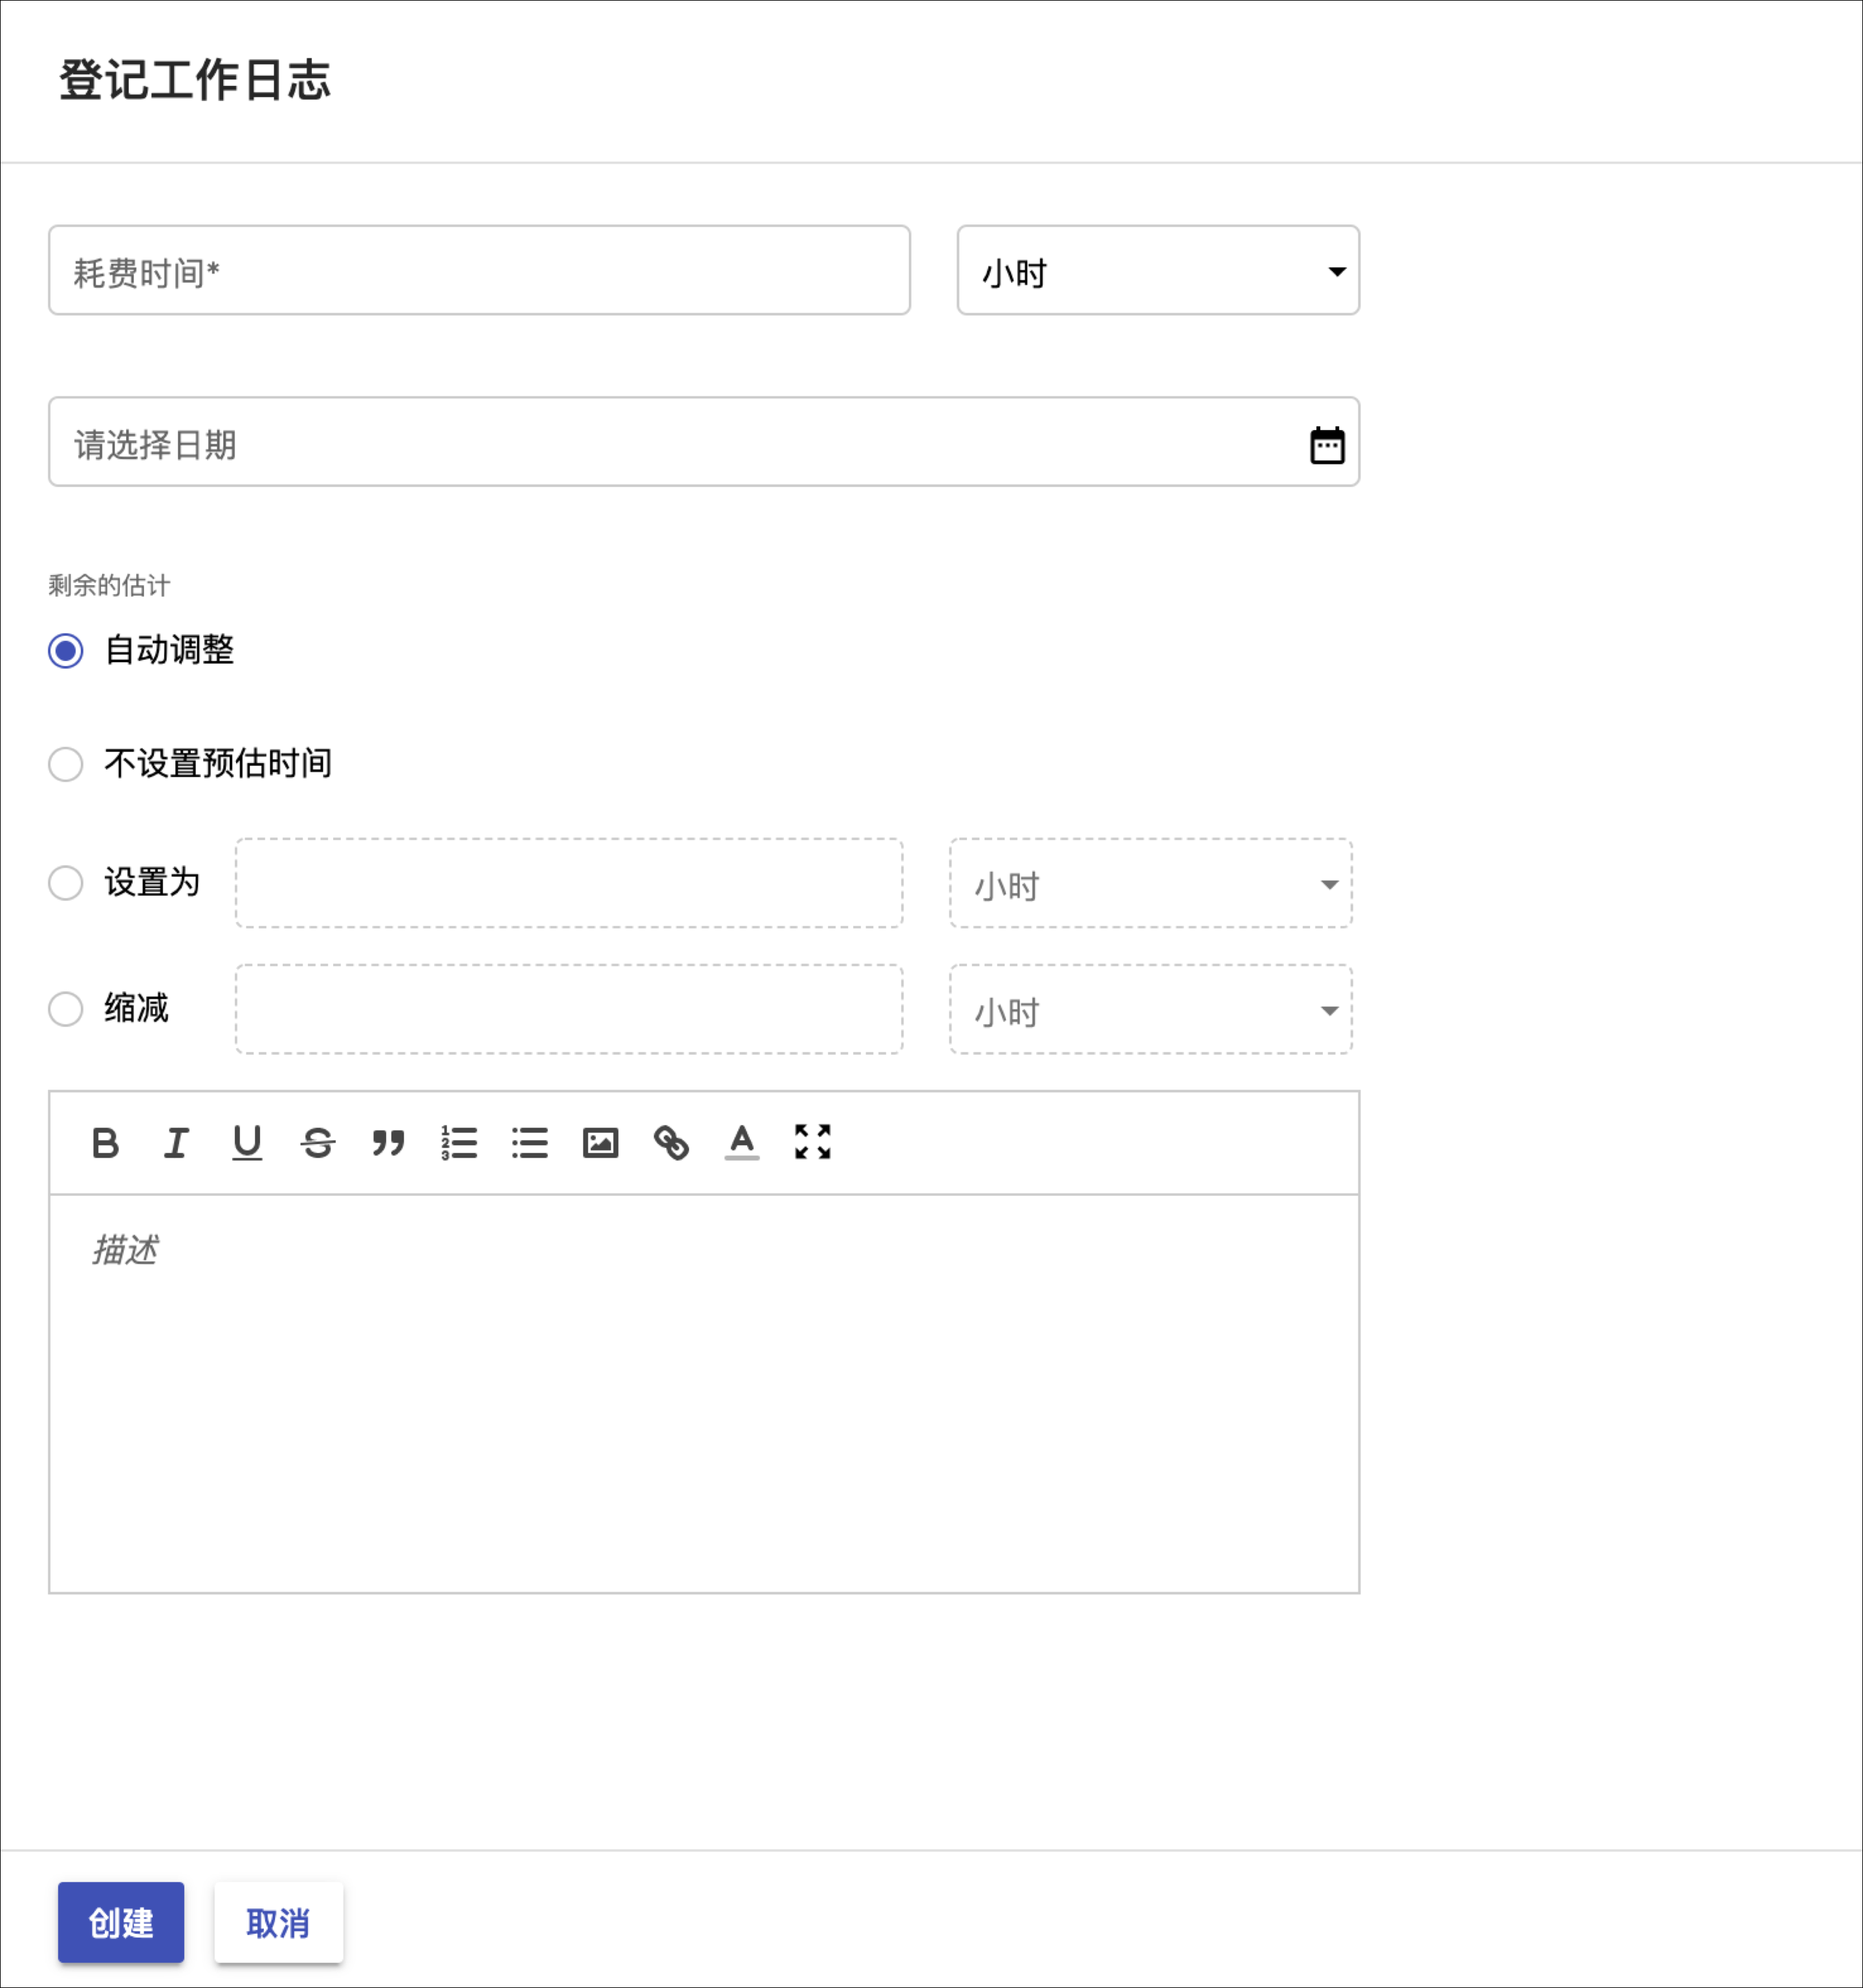 登记工作日志
耗费时间* 小时
请选择日期
剩余的估计
自动调整
不设置预估时间
设置为 小时
缩减 小时
描述
创建 取消